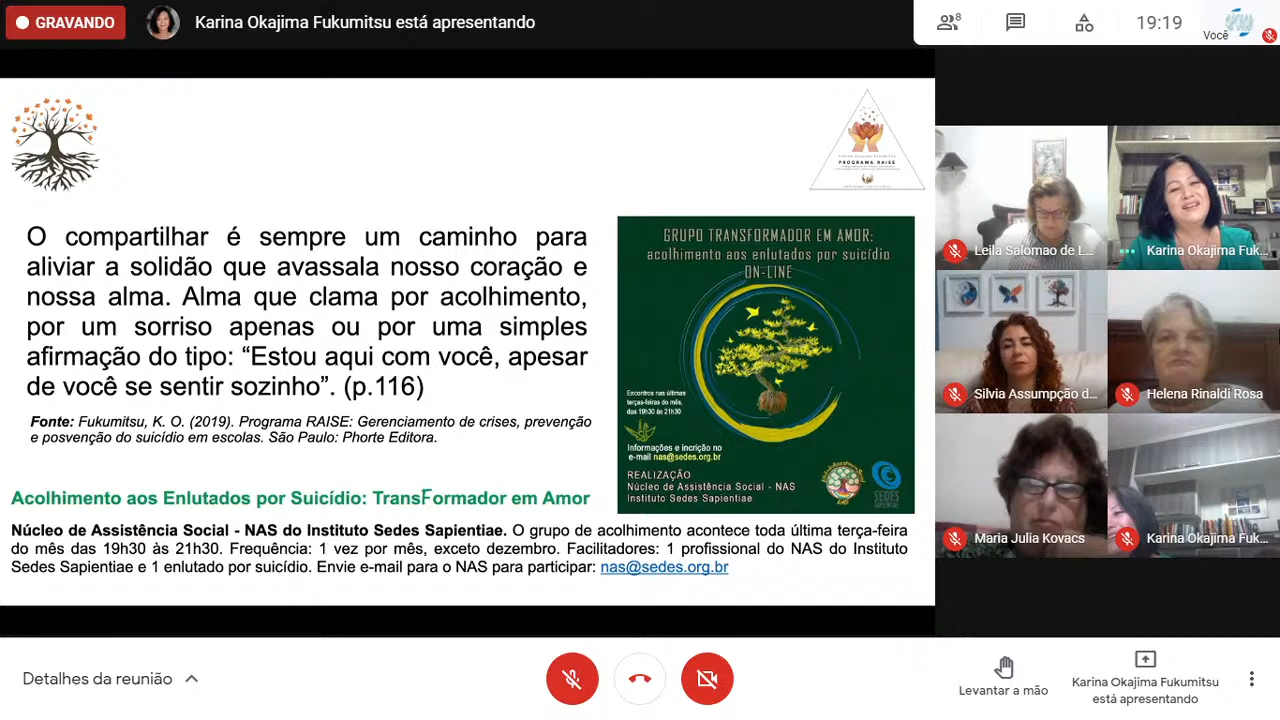 GRAVANDO
Karina Okajima Fukumitsu está apresentando
8
19:19
Você
PROGRAMA RAISE
O compartilhar é sempre um caminho para
aliviar a solidão que avassala nosso coração e
nossa alma. Alma que clama por acolhimento,
por um sorriso apenas ou por uma simples
afirmação do tipo: “Estou aqui com você, apesar
de você se sentir sozinho”. (p.116)
Fonte: Fukumitsu, K. O. (2019). Programa RAISE: Gerenciamento de crises, prevenção
e posvenção do suicídio em escolas. São Paulo: Phorte Editora.
GRUPO TRANSFORMADOR EM AMOR:
acolhimento aos enlutados por suicídio
ON-LINE
Encontros nas últimas
terças-feiras do mês,
das 19h30 às 21h30
Informações e incrição no
e-mail nas@sedes.org.br
REALIZAÇÃO
Núcleo de Assistência Social - NAS
Instituto Sedes Sapientiae
SEDES
SAPIENTIAE
Acolhimento aos Enlutados por Suicídio: TransFormador em Amor
Núcleo de Assistência Social - NAS do Instituto Sedes Sapientiae. O grupo de acolhimento acontece toda última terça-feira
do mês das 19h30 às 21h30. Frequência: 1 vez por mês, exceto dezembro. Facilitadores: 1 profissional do NAS do Instituto
Sedes Sapientiae e 1 enlutado por suicídio. Envie e-mail para o NAS para participar: nas@sedes.org.br
Leila Salomao de L...
Karina Okajima Fuk...
Silvia Assumpção d...
Helena Rinaldi Rosa
Maria Julia Kovacs
Karina Okajima Fuk...
Detalhes da reunião
Levantar a mão
Karina Okajima Fukumitsu
está apresentando